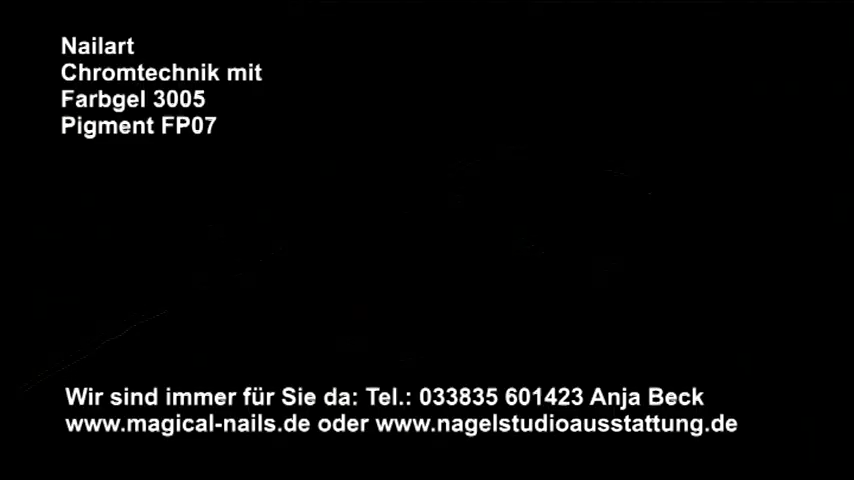 Nailart
Chromtechnik mit
Farbgel 3005
Pigment FP07
Wir sind immer für Sie da: Tel.: 033835 601423 Anja Beck
www.magical-nails.de oder www.nagelstudioausstattung.de